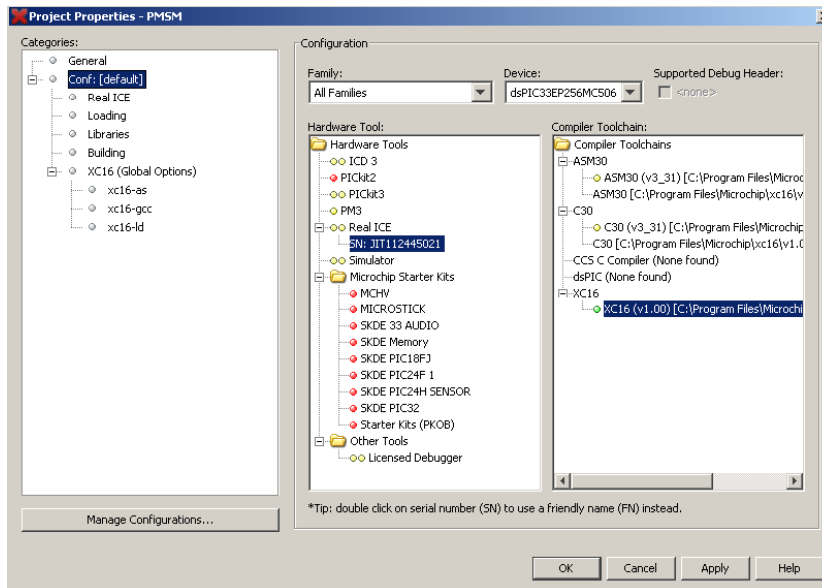 Project Properties - PMSM
Categories:
General
Conf: [default]
Real ICE
Loading
Libraries
Building
XC16 (Global Options)
xc16-as
xc16-gcc
xc16-ld
Manage Configurations...
Configuration
Family:
All Families
Device:
dsPIC33EP256MC506
Supported Debug Header:
<none>
Hardware Tool:
Hardware Tools
ICD 3
PICkit2
PICkit3
PM3
Real ICE
SN: JIT112445021
Simulator
Microchip Starter Kits
MCHV
MICROSTICK
SKDE 33 AUDIO
SKDE Memory
SKDE PIC18FJ
SKDE PIC24F 1
SKDE PIC24H SENSOR
SKDE PIC32
Starter Kits (PKOB)
Other Tools
Licensed Debugger
Compiler Toolchain:
Compiler Toolchains
ASM30
ASM30 (v3_31) [C:\Program Files\Microc
ASM30 [C:\Program Files\Microchip\xc16\v
C30
C30 (v3_31) [C:\Program Files\Microchip
C30 [C:\Program Files\Microchip\xc16\v1.0
CCS C Compiler (None found)
dsPIC (None found)
XC16
XC16 (v1.00) [C:\Program Files\Microchi
*Tip: double click on serial number (SN) to use a friendly name (FN) instead.
OK
Cancel
Apply
Help